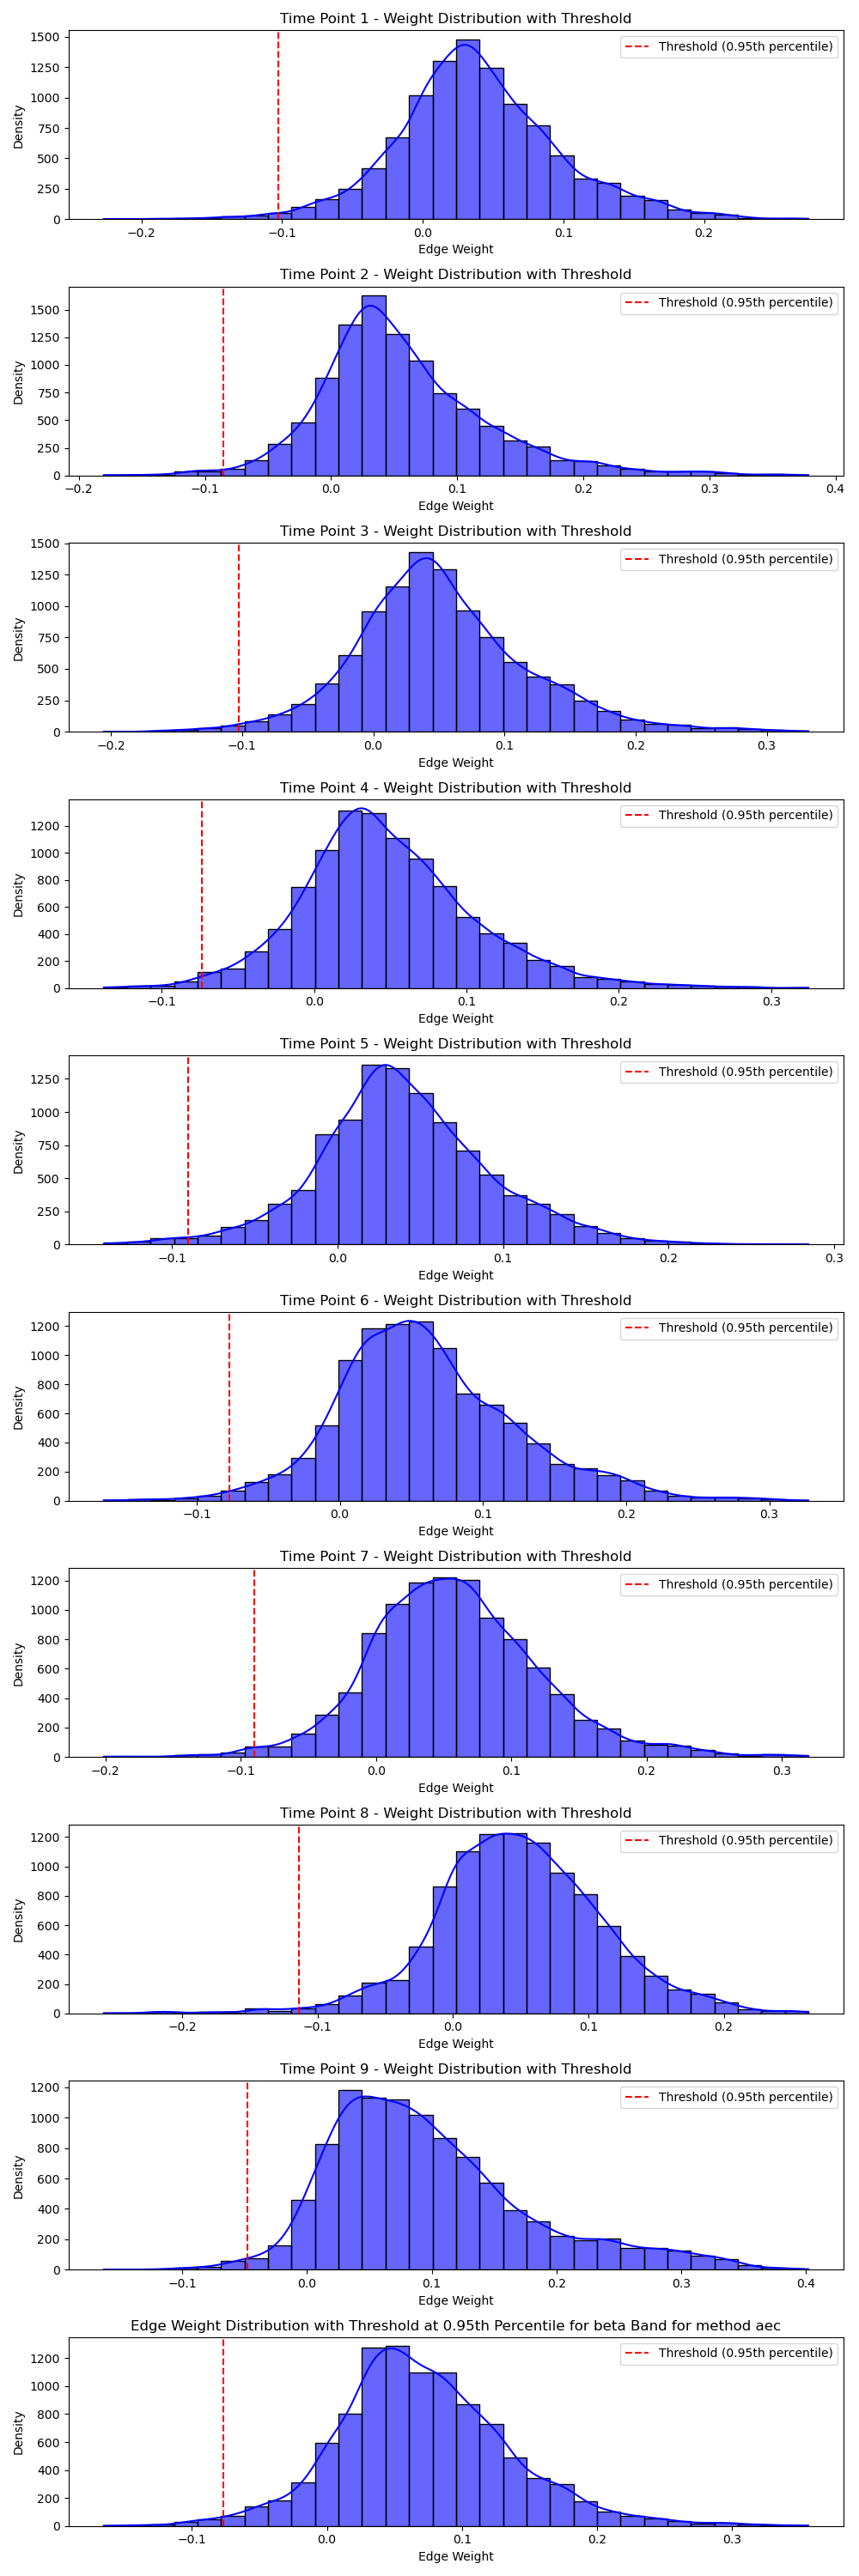 Time Point 1 - Weight Distribution with Threshold
Threshold (0.95th percentile)
Density
1500
1250
1000
750
500
250
0
−0.2 −0.1 0.0 0.1 0.2
Edge Weight
Time Point 2 - Weight Distribution with Threshold
Threshold (0.95th percentile)
Density
1500
1250
1000
750
500
250
0
−0.2 −0.1 0.0 0.1 0.2 0.3 0.4
Edge Weight
Time Point 3 - Weight Distribution with Threshold
Threshold (0.95th percentile)
Density
1500
1250
1000
750
500
250
0
−0.2 −0.1 0.0 0.1 0.2 0.3
Edge Weight
Time Point 4 - Weight Distribution with Threshold
Threshold (0.95th percentile)
Density
1200
1000
800
600
400
200
0
−0.1 0.0 0.1 0.2 0.3
Edge Weight
Time Point 5 - Weight Distribution with Threshold
Threshold (0.95th percentile)
Density
1250
1000
750
500
250
0
−0.1 0.0 0.1 0.2 0.3
Edge Weight
Time Point 6 - Weight Distribution with Threshold
Threshold (0.95th percentile)
Density
1200
1000
800
600
400
200
0
−0.1 0.0 0.1 0.2 0.3
Edge Weight
Time Point 7 - Weight Distribution with Threshold
Threshold (0.95th percentile)
Density
1200
1000
800
600
400
200
0
−0.2 −0.1 0.0 0.1 0.2 0.3
Edge Weight
Time Point 8 - Weight Distribution with Threshold
Threshold (0.95th percentile)
Density
1200
1000
800
600
400
200
0
−0.2 −0.1 0.0 0.1 0.2
Edge Weight
Time Point 9 - Weight Distribution with Threshold
Threshold (0.95th percentile)
Density
1200
1000
800
600
400
200
0
−0.1 0.0 0.1 0.2 0.3 0.4
Edge Weight
Edge Weight Distribution with Threshold at 0.95th Percentile for beta Band for method aec
Threshold (0.95th percentile)
Density
1200
1000
800
600
400
200
0
−0.1 0.0 0.1 0.2 0.3
Edge Weight